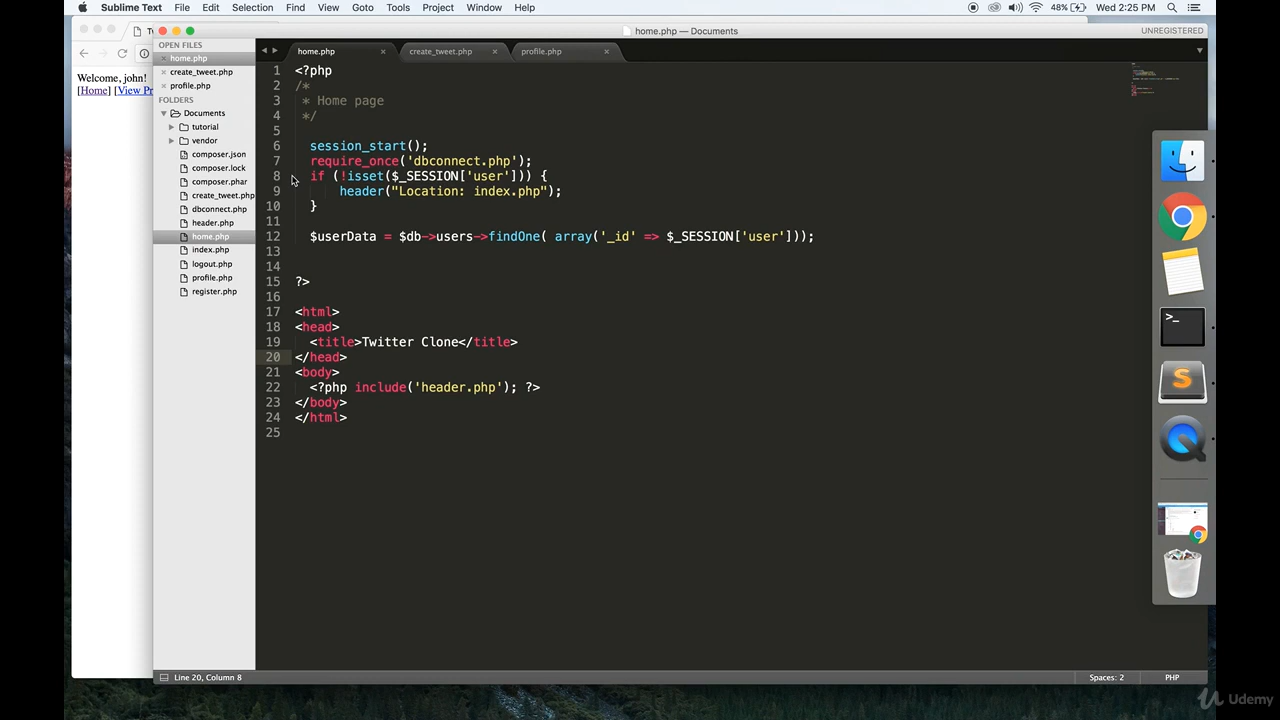 Sublime Text File Edit Selection Find View Goto Tools Project Window Help 48% Wed 2:25 PM
home.php — Documents UNREGISTERED
OPEN FILES
home.php
create_tweet.php
profile.php
FOLDERS
Documents
tutorial
vendor
composer.json
composer.lock
composer.phar
create_tweet.php
dbconnect.php
header.php
home.php
index.php
logout.php
profile.php
register.php
Welcome, john!
[Home] [View Pr
home.php create_tweet.php profile.php
1 <?php
2 /*
3 * Home page
4 */
5
6 session_start();
7 require_once('dbconnect.php');
8 if (!isset($_SESSION['user'])) {
9 header("Location: index.php");
10 }
11
12 $userData = $db->users->findOne( array('_id' => $_SESSION['user']));
13
14
15 ?>
16
17 <html>
18 <head>
19 <title>Twitter Clone</title>
20 </head>
21 <body>
22 <?php include('header.php'); ?>
23 </body>
24 </html>
25
Line 20, Column 8 Spaces: 2 PHP
Udemy